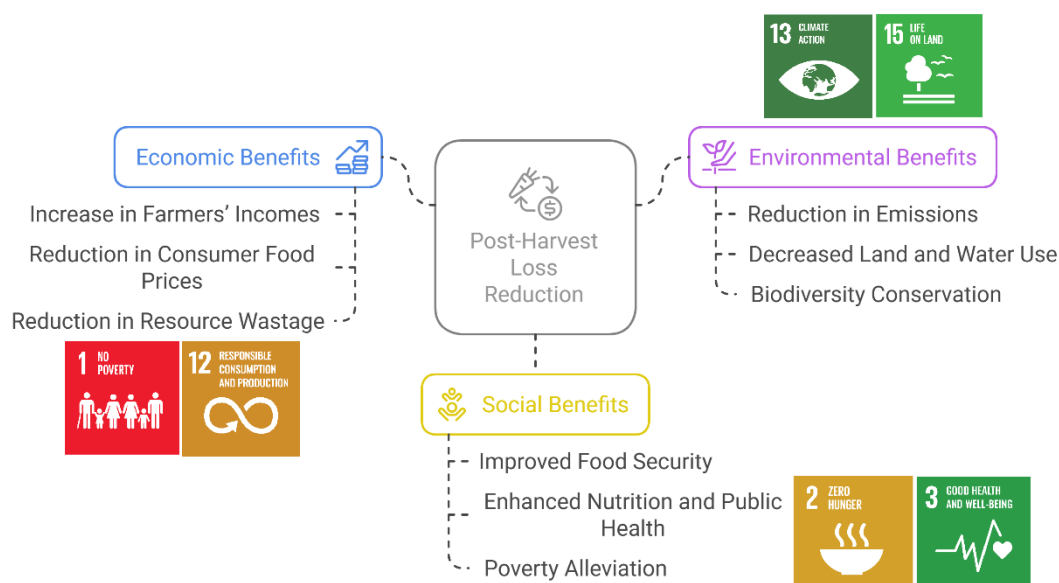 13 CLIMATE
ACTION
15 LIFE
ON LAND
Economic Benefits
Environmental Benefits
Increase in Farmers’ Incomes
Reduction in Consumer Food
Prices
Reduction in Resource Wastage
Post-Harvest
Loss
Reduction
Reduction in Emissions
Decreased Land and Water Use
Biodiversity Conservation
1 NO
POVERTY
12 RESPONSIBLE
CONSUMPTION
AND PRODUCTION
Social Benefits
Improved Food Security
Enhanced Nutrition and Public
Health
Poverty Alleviation
2 ZERO
HUNGER
3 GOOD HEALTH
AND WELL-BEING